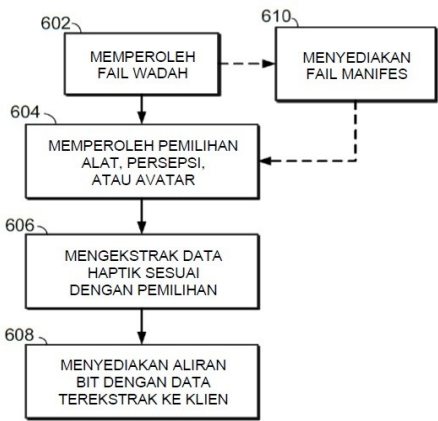 602
MEMPEROLEH
FAIL WADAH
610
MENYEDIAKAN
FAIL MANIFES
604
MEMPEROLEH PEMILIHAN
ALAT, PERSEPSI,
ATAU AVATAR
606
MENGEKSTRAK DATA
HAPTIK SESUAI
DENGAN PEMILIHAN
608
MENYEDIAKAN ALIRAN
BIT DENGAN DATA
TEREKSTRAK KE KLIEN